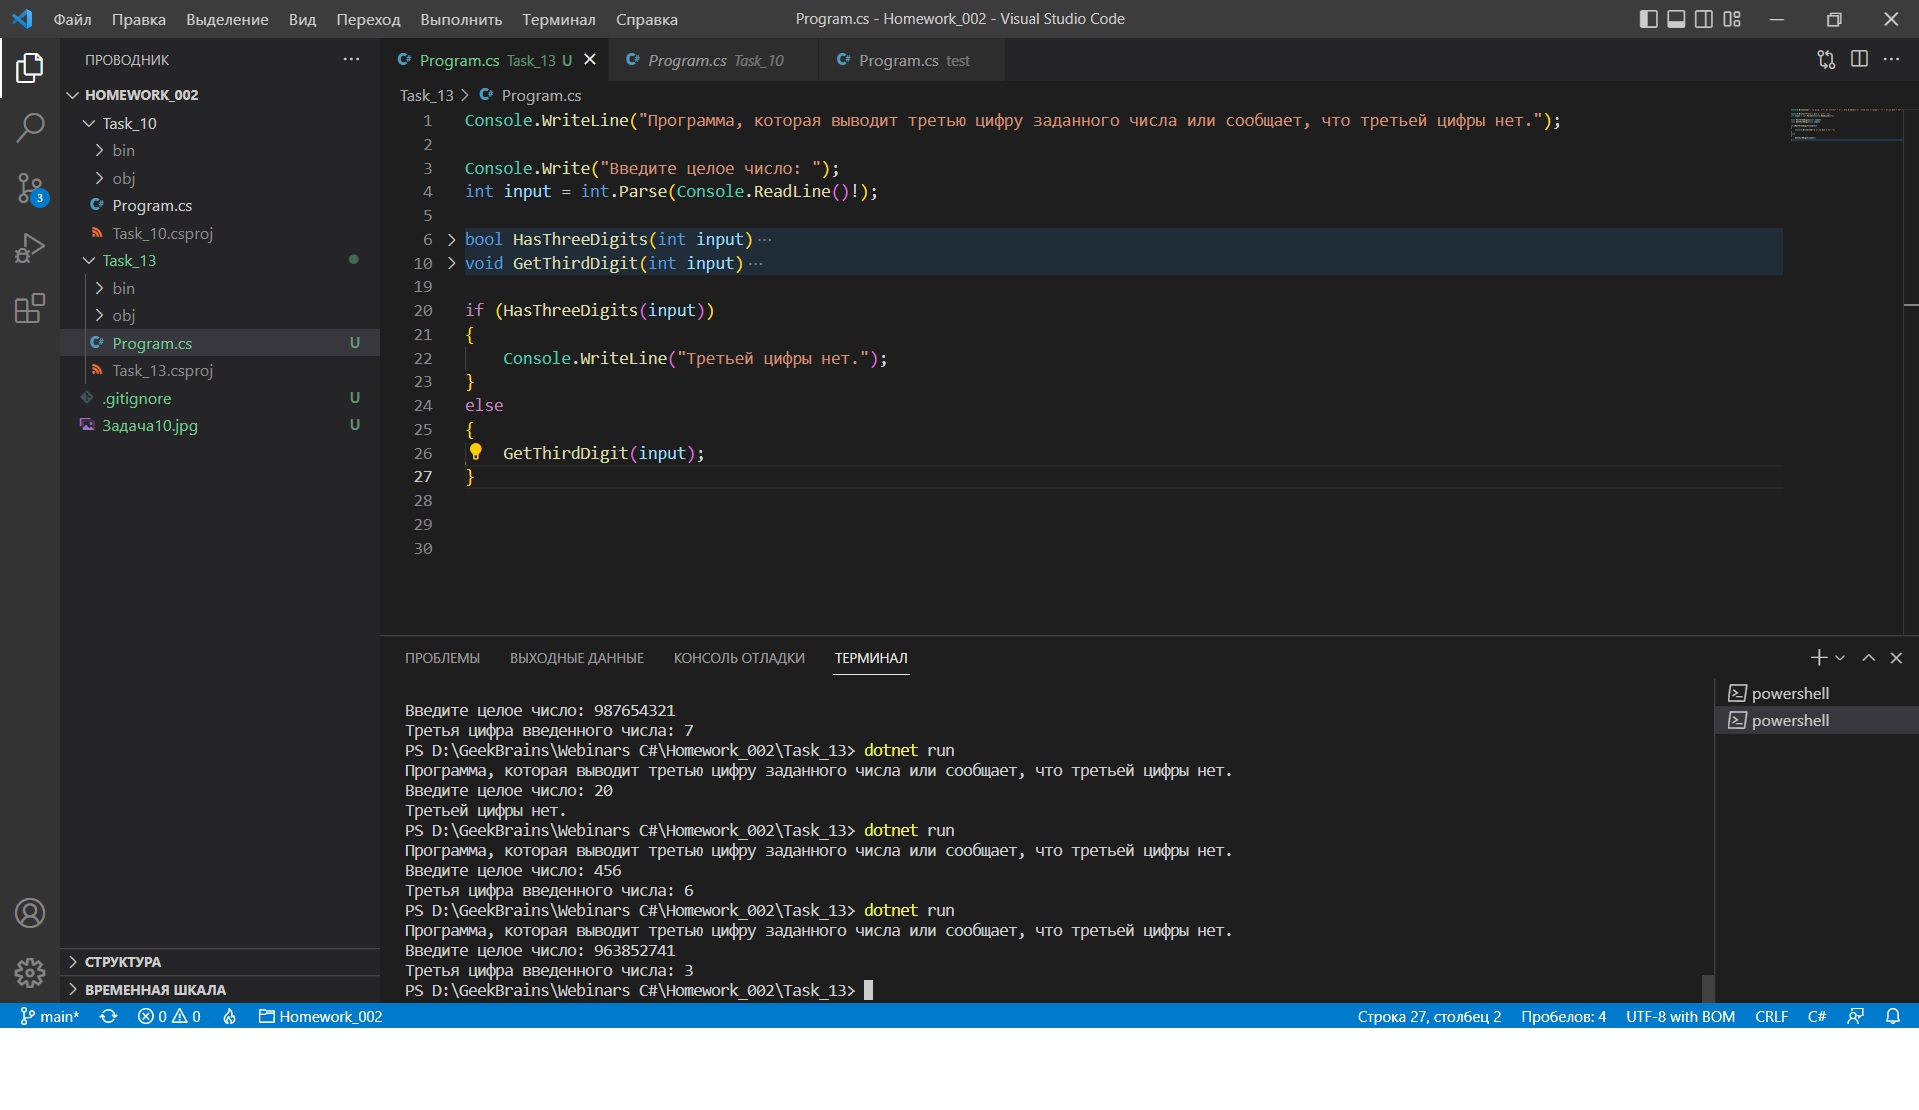 Файл Правка Выделение Вид Переход Выполнить Терминал Справка
Program.cs - Homework_002 - Visual Studio Code
ПРОВОДНИК
HOMEWORK_002
Task_10
bin
obj
Program.cs
Task_10.csproj
Task_13
bin
obj
Program.cs U
Task_13.csproj
.gitignore U
Задача10.jpg U
СТРУКТУРА
ВРЕМЕННАЯ ШКАЛА
3
Program.cs Task_13 U
Program.cs Task_10
Program.cs test
Task_13 > Program.cs
1 Console.WriteLine("Программа, которая выводит третью цифру заданного числа или сообщает, что третьей цифры нет.");
2
3 Console.Write("Введите целое число: ");
4 int input = int.Parse(Console.ReadLine()!);
5
6 bool HasThreeDigits(int input)···
10 void GetThirdDigit(int input)···
19
20 if (HasThreeDigits(input))
21 {
22 Console.WriteLine("Третьей цифры нет.");
23 }
24 else
25 {
26 GetThirdDigit(input);
27 }
28
29
30
ПРОБЛЕМЫ ВЫХОДНЫЕ ДАННЫЕ КОНСОЛЬ ОТЛАДКИ ТЕРМИНАЛ
Введите целое число: 987654321
Третья цифра введенного числа: 7
PS D:\GeekBrains\Webinars C#\Homework_002\Task_13> dotnet run
Программа, которая выводит третью цифру заданного числа или сообщает, что третьей цифры нет.
Введите целое число: 20
Третьей цифры нет.
PS D:\GeekBrains\Webinars C#\Homework_002\Task_13> dotnet run
Программа, которая выводит третью цифру заданного числа или сообщает, что третьей цифры нет.
Введите целое число: 456
Третья цифра введенного числа: 6
PS D:\GeekBrains\Webinars C#\Homework_002\Task_13> dotnet run
Программа, которая выводит третью цифру заданного числа или сообщает, что третьей цифры нет.
Введите целое число: 963852741
Третья цифра введенного числа: 3
PS D:\GeekBrains\Webinars C#\Homework_002\Task_13>
powershell
powershell
main* 0 0 Homework_002
Строка 27, столбец 2 Пробелов: 4 UTF-8 with BOM CRLF C#